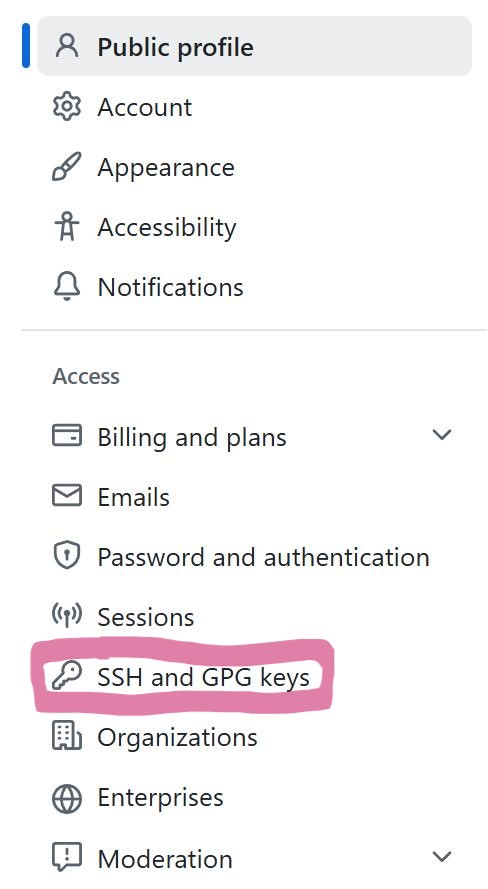 Public profile
Account
Appearance
Accessibility
Notifications
Access
Billing and plans
Emails
Password and authentication
Sessions
SSH and GPG keys
Organizations
Enterprises
Moderation